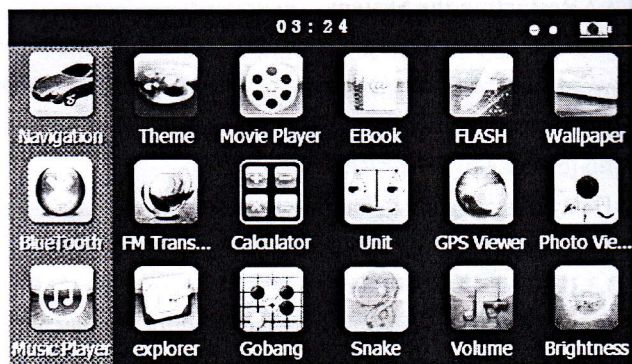 03:24
Navigation Theme Movie Player EBook FLASH Wallpaper
BlueTooth FM Trans... Calculator Unit GPS Viewer Photo Vie...
Music Player explorer Gobang Snake Volume Brightness